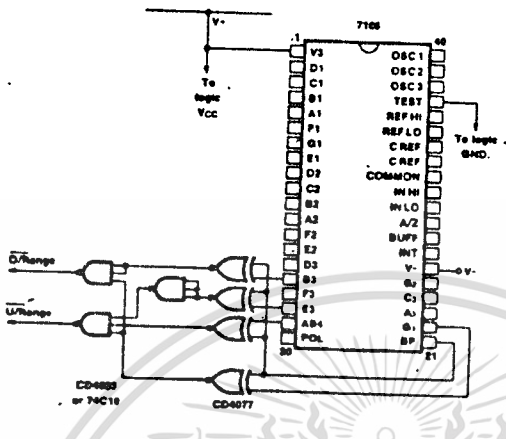 V+
1
7106
40
V3
D1
C1
B1
A1
F1
G1
E1
D2
C2
B2
A2
F2
E2
D3
B3
F3
E3
AB4
POL
20
OSC 1
OSC 2
OSC 3
TEST
REF HI
REF LO
C REF
C REF
COMMON
IN HI
IN LO
A/Z
BUFF
INT
V-
G2
C3
A3
G3
BP
21
To
logic
VCC
To logic
GND.
V-
O/Range
U/Range
or 74C10
CD4077